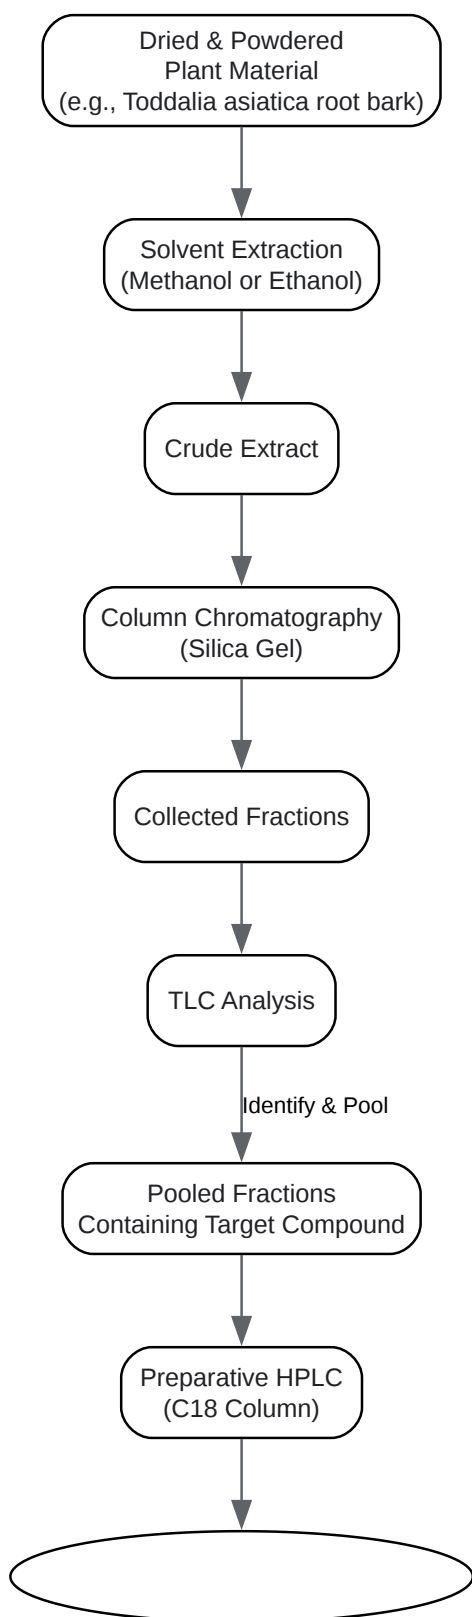 Dried & Powdered
Plant Material
(e.g., Toddalia asiatica root bark)
Solvent Extraction
(Methanol or Ethanol)
Crude Extract
Column Chromatography
(Silica Gel)
Collected Fractions
TLC Analysis
Identify & Pool
Pooled Fractions
Containing Target Compound
Preparative HPLC
(C18 Column)